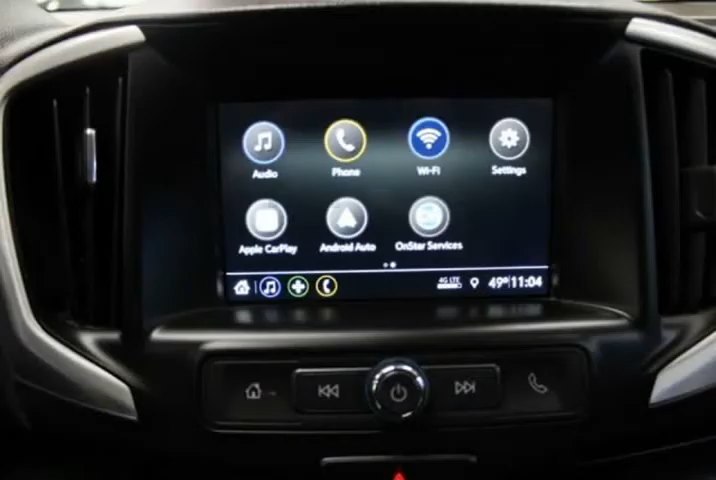 Audio Phone Wi-Fi Settings
Apple CarPlay Android Auto OnStar Services
4G LTE 49° 11:04